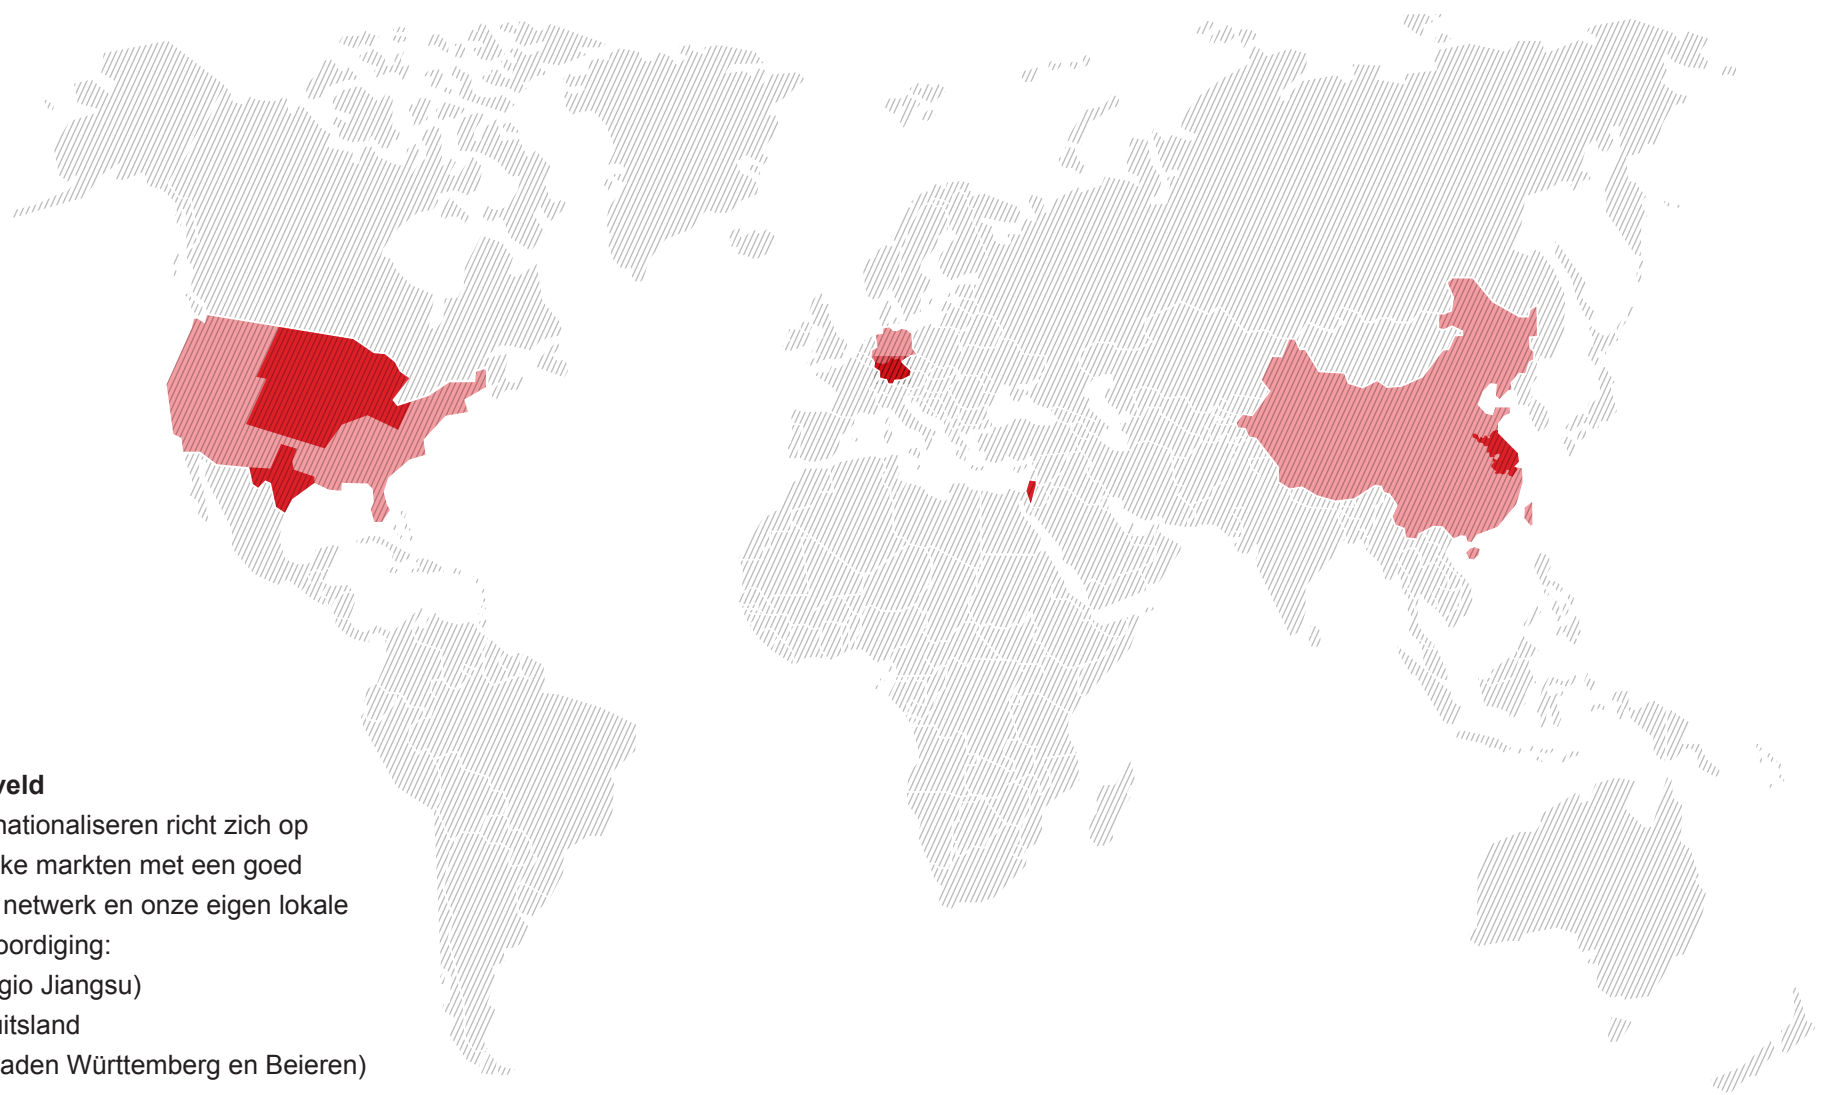 veld
nationaliseren richt zich op
ke markten met een goed
netwerk en onze eigen lokale
oordiging:
gio Jiangsu)
uitsland
aden Württemberg en Beieren)